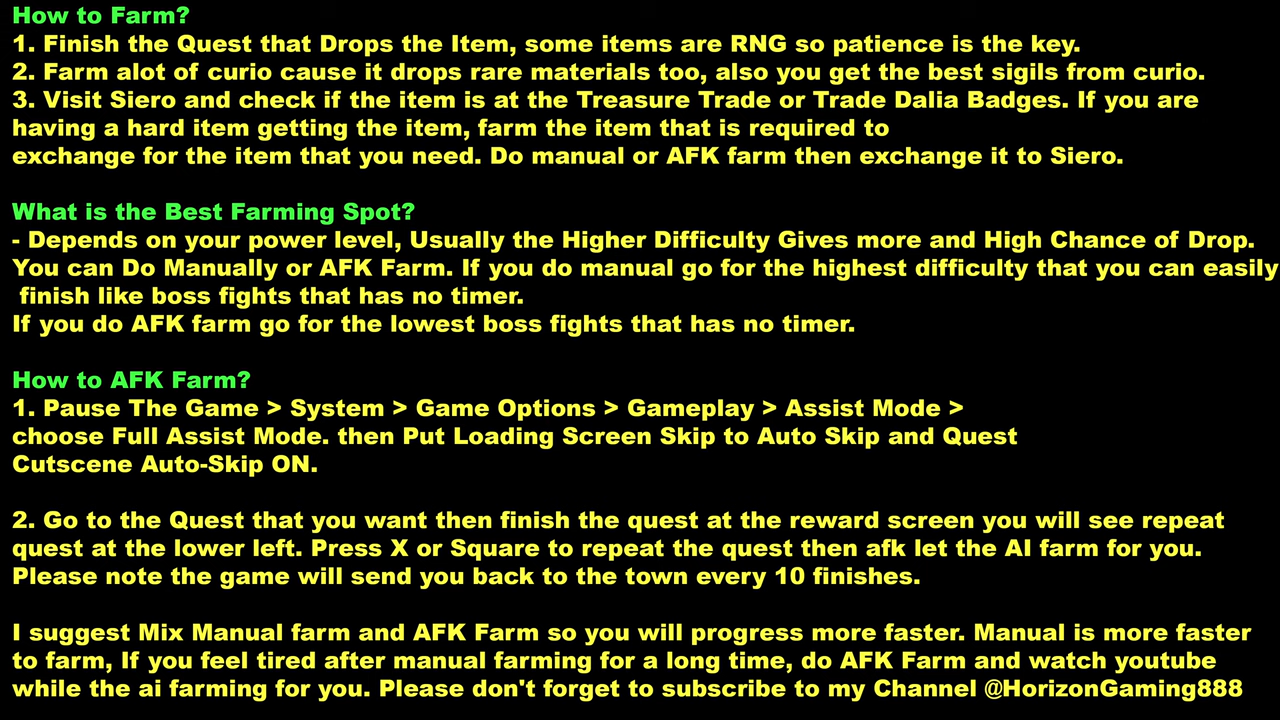 How to Farm?
1. Finish the Quest that Drops the Item, some items are RNG so patience is the key.
2. Farm alot of curio cause it drops rare materials too, also you get the best sigils from curio.
3. Visit Siero and check if the item is at the Treasure Trade or Trade Dalia Badges. If you are
having a hard item getting the item, farm the item that is required to
exchange for the item that you need. Do manual or AFK farm then exchange it to Siero.
What is the Best Farming Spot?
- Depends on your power level, Usually the Higher Difficulty Gives more and High Chance of Drop.
You can Do Manually or AFK Farm. If you do manual go for the highest difficulty that you can easily
finish like boss fights that has no timer.
If you do AFK farm go for the lowest boss fights that has no timer.
How to AFK Farm?
1. Pause The Game > System > Game Options > Gameplay > Assist Mode >
choose Full Assist Mode. then Put Loading Screen Skip to Auto Skip and Quest
Cutscene Auto-Skip ON.
2. Go to the Quest that you want then finish the quest at the reward screen you will see repeat
quest at the lower left. Press X or Square to repeat the quest then afk let the AI farm for you.
Please note the game will send you back to the town every 10 finishes.
I suggest Mix Manual farm and AFK Farm so you will progress more faster. Manual is more faster
to farm, If you feel tired after manual farming for a long time, do AFK Farm and watch youtube
while the ai farming for you. Please don't forget to subscribe to my Channel @HorizonGaming888